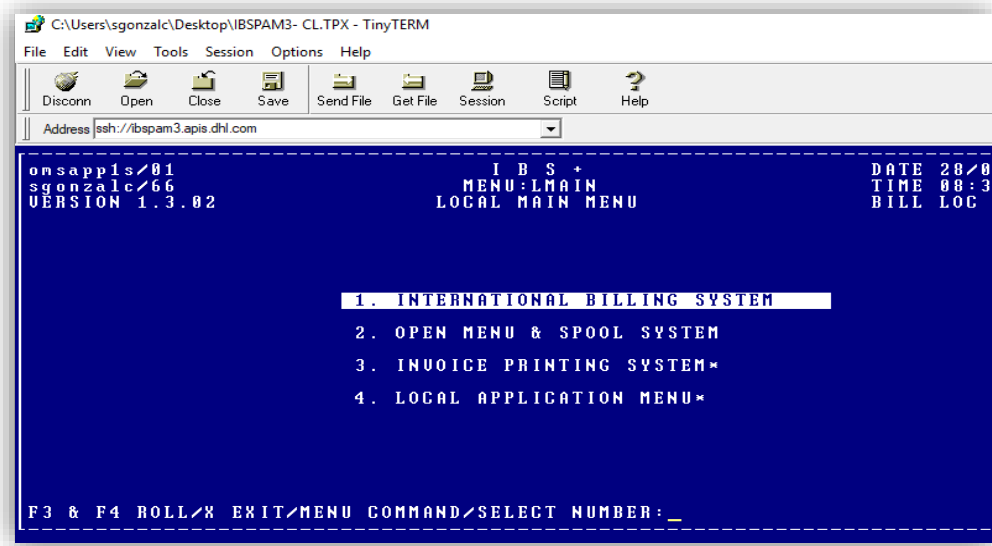 C:\Users\sgonzalc\Desktop\IBSPAM3- CL.TPX - TinyTERM
File Edit View Tools Session Options Help
Disconn Open Close Save Send File Get File Session Script Help
Address ssh://ibspam3.apis.dhl.com
omsapp1s/01 I B S + DATE 28/0
sgonzalc/66 MENU:LMAIN TIME 08:3
VERSION 1.3.02 LOCAL MAIN MENU BILL LOC
1. INTERNATIONAL BILLING SYSTEM
2. OPEN MENU & SPOOL SYSTEM
3. INVOICE PRINTING SYSTEM*
4. LOCAL APPLICATION MENU*
F3 & F4 ROLL/X EXIT/MENU COMMAND/SELECT NUMBER:_